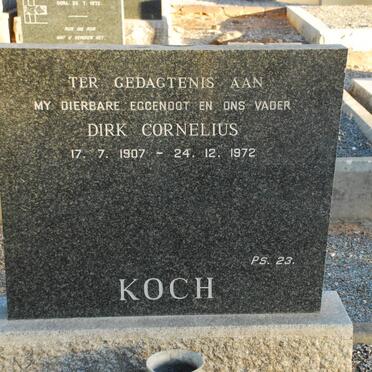 TER GEDAGTENIS AAN
MY DIERBARE EGGENOOT EN ONS VADER
DIRK CORNELIUS
17. 7. 1907 – 24. 12. 1972
PS. 23.
KOCH